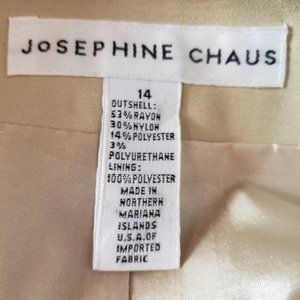 JoSEPHINE CHAUS
14
OUTSHELL:
53%RAYON
30%NYLON
14%POLYESTER
3%
POLYURETHANE
LINING:
100%POLYESTER
MADE IN
NORTHERN
MARIANA
ISLANDS
U.S.A.OF
IMPORTED
FABRIC